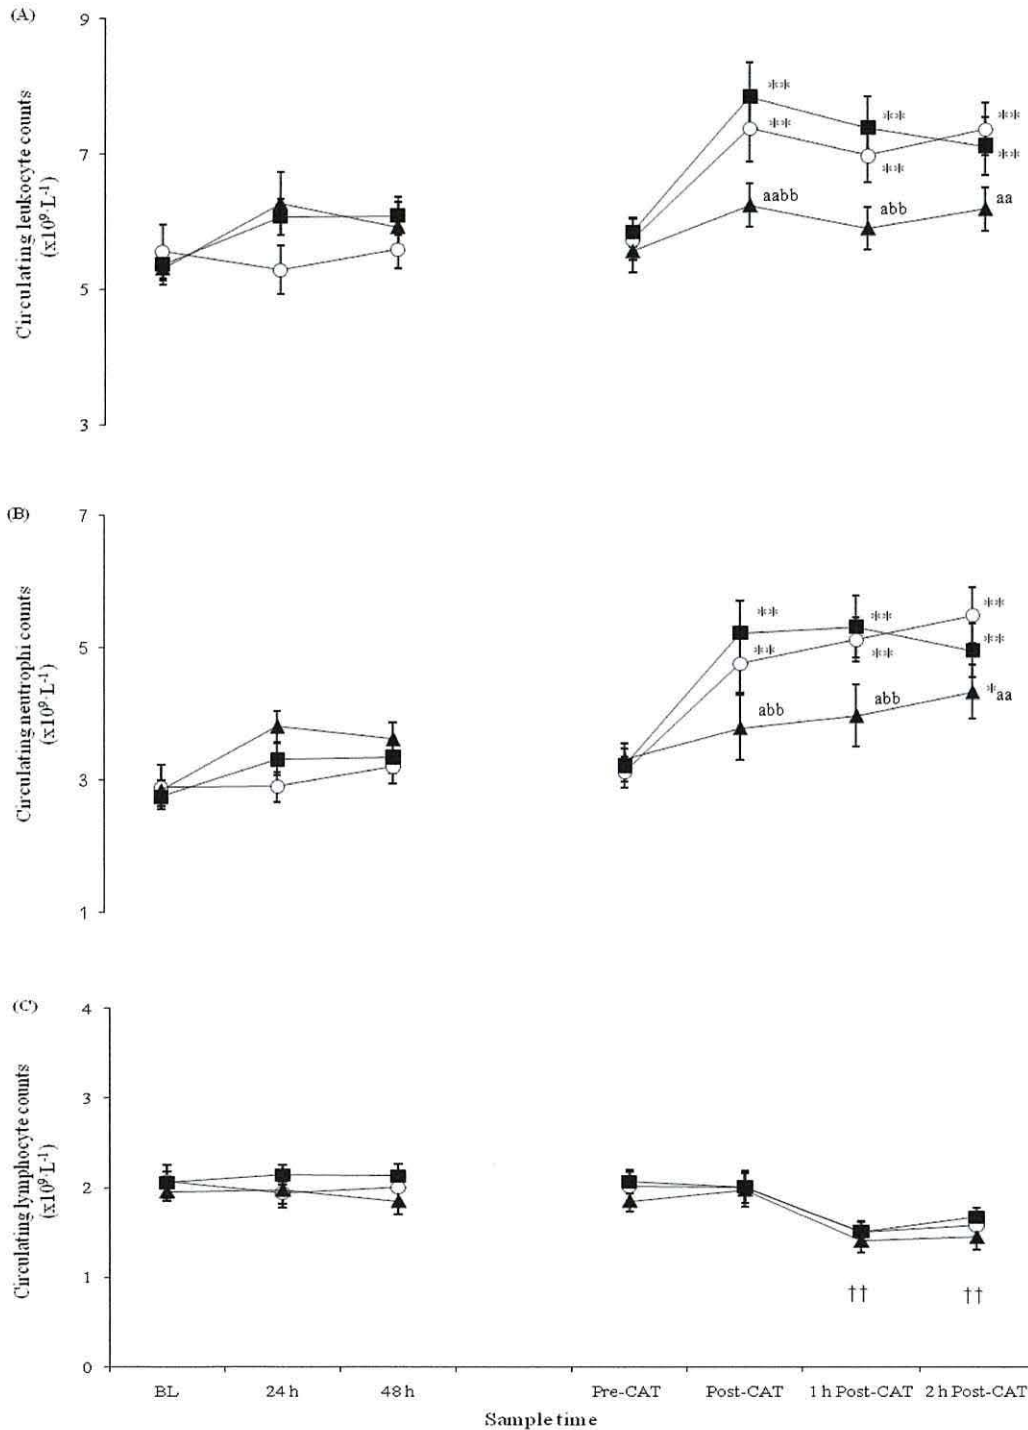 (A)
9
7
5
3
Circulating leukocyte counts
(x10⁹·L⁻¹)
**
**
**
**
**
**
aabb
abb
aa
(B)
7
5
3
1
Circulating neutrophi counts
(x10⁹·L⁻¹)
**
**
**
**
**
**
abb
abb
*aa
(C)
4
3
2
1
0
Circulating lymphocyte counts
(x10⁹·L⁻¹)
††
††
BL 24 h 48 h Pre-CAT Post-CAT 1 h Post-CAT 2 h Post-CAT
Sample time